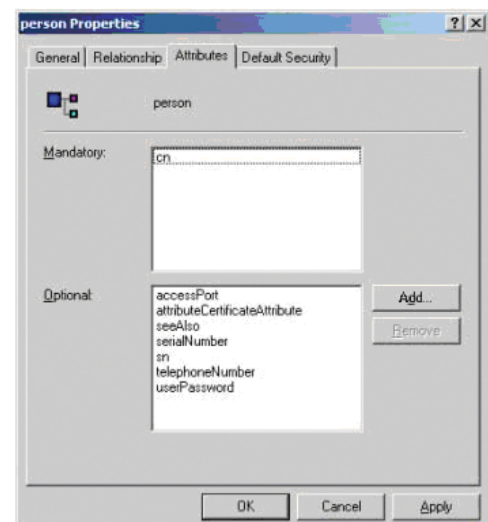 person Properties
? X
General Relationship Attributes Default Security
person
Mandatory:
cn
Optional:
accessPort
attributeCertificateAttribute
seeAlso
serialNumber
sn
telephoneNumber
userPassword
Add...
Remove
OK Cancel Apply